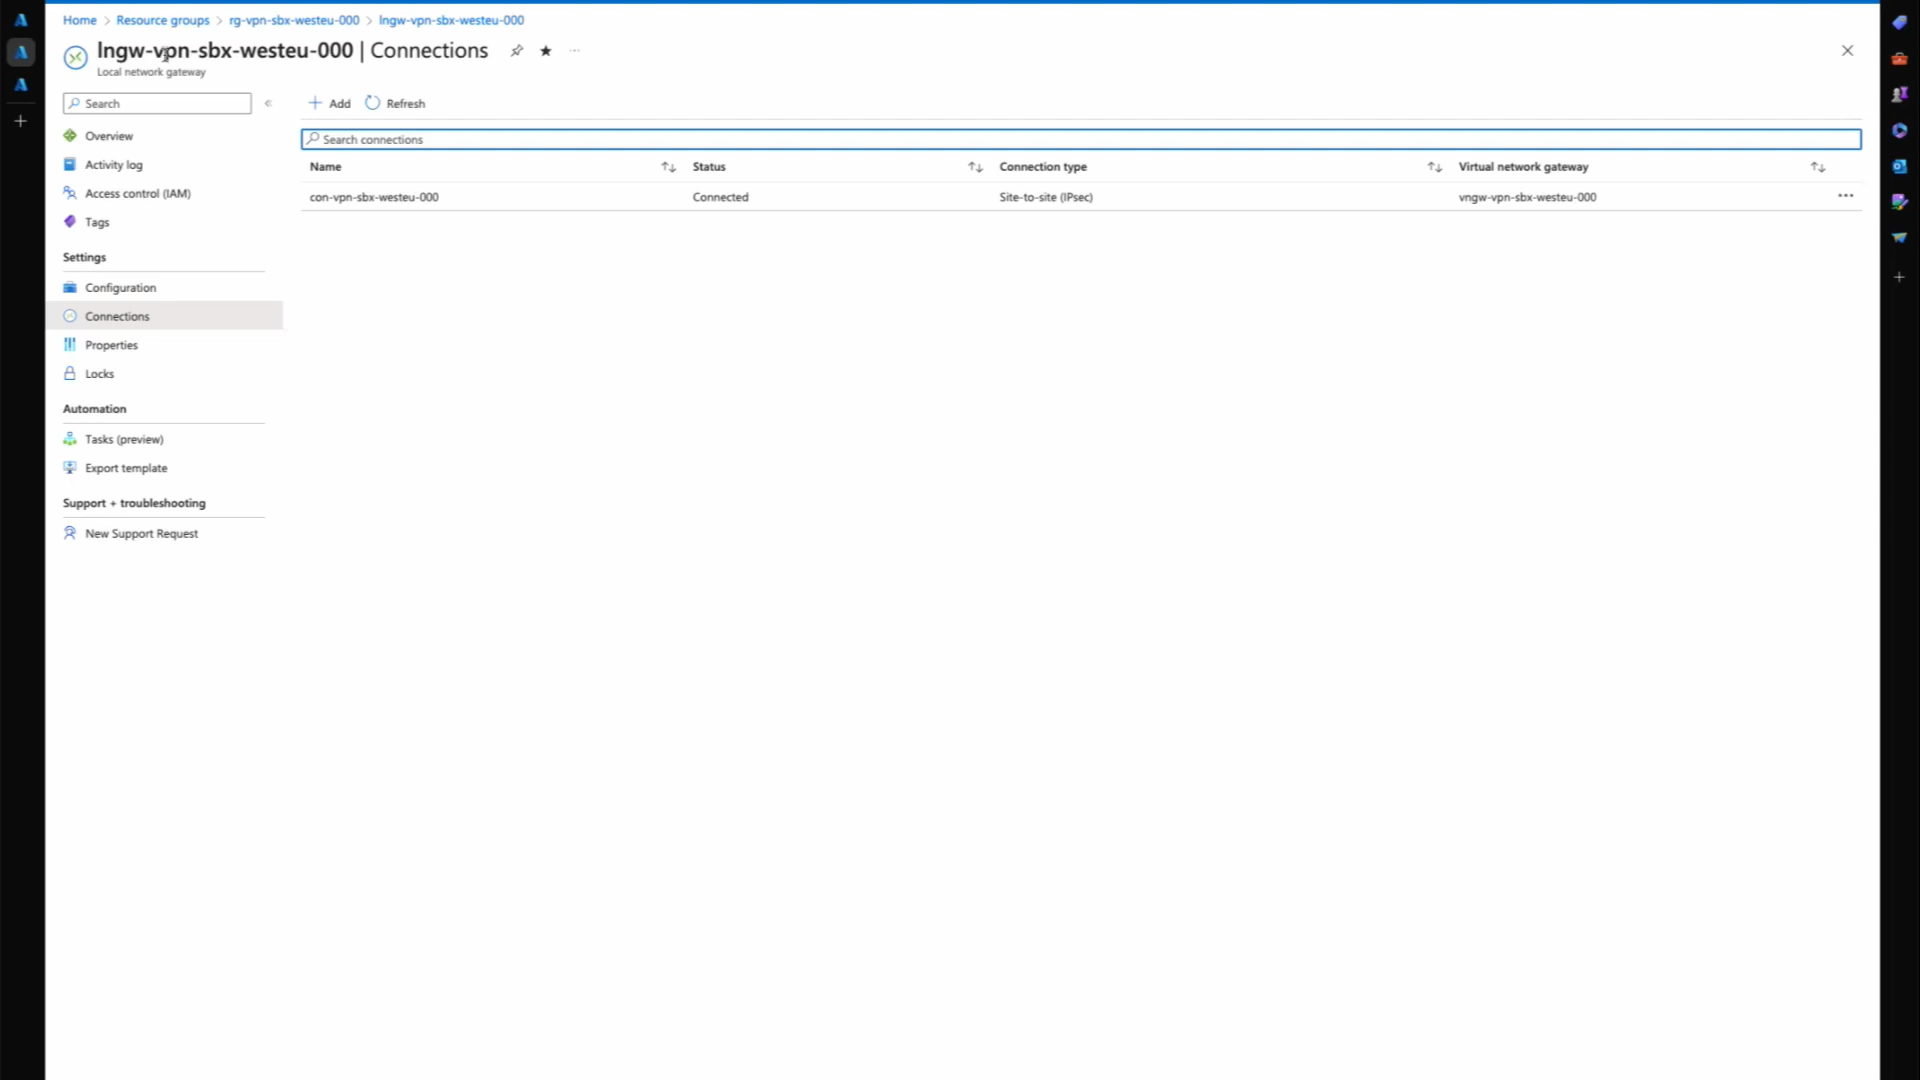 Home > Resource groups > rg-vpn-sbx-westeu-000 > lngw-vpn-sbx-westeu-000
lngw-vpn-sbx-westeu-000 | Connections
Local network gateway
Search
Add Refresh
Search connections
Name Status Connection type Virtual network gateway
con-vpn-sbx-westeu-000 Connected Site-to-site (IPsec) vngw-vpn-sbx-westeu-000
Overview
Activity log
Access control (IAM)
Tags
Settings
Configuration
Connections
Properties
Locks
Automation
Tasks (preview)
Export template
Support + troubleshooting
New Support Request